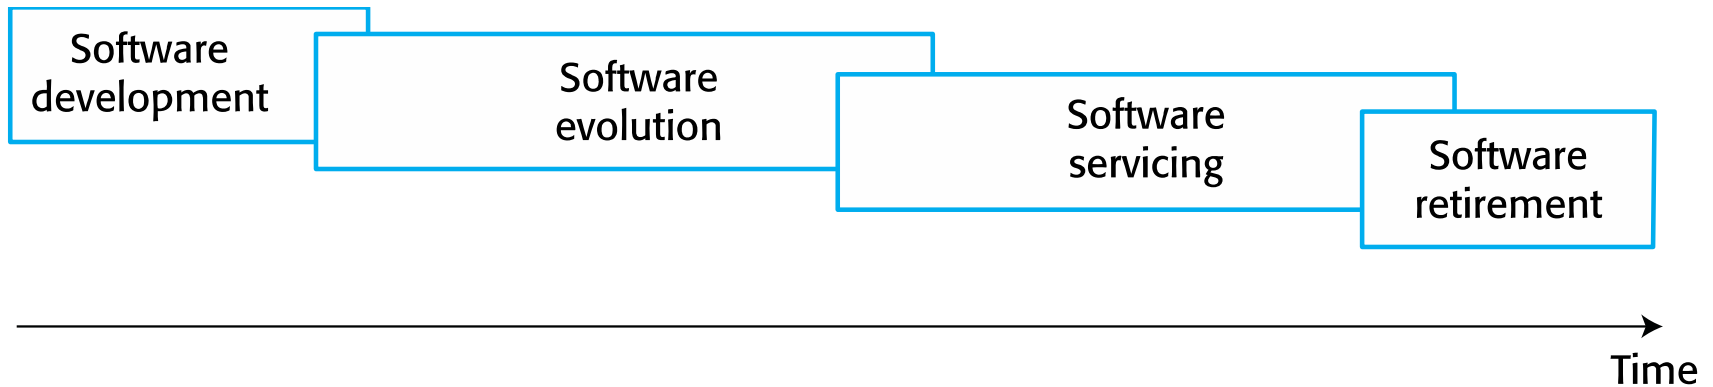 Software
development
Software
evolution
Software
servicing
Software
retirement
Time